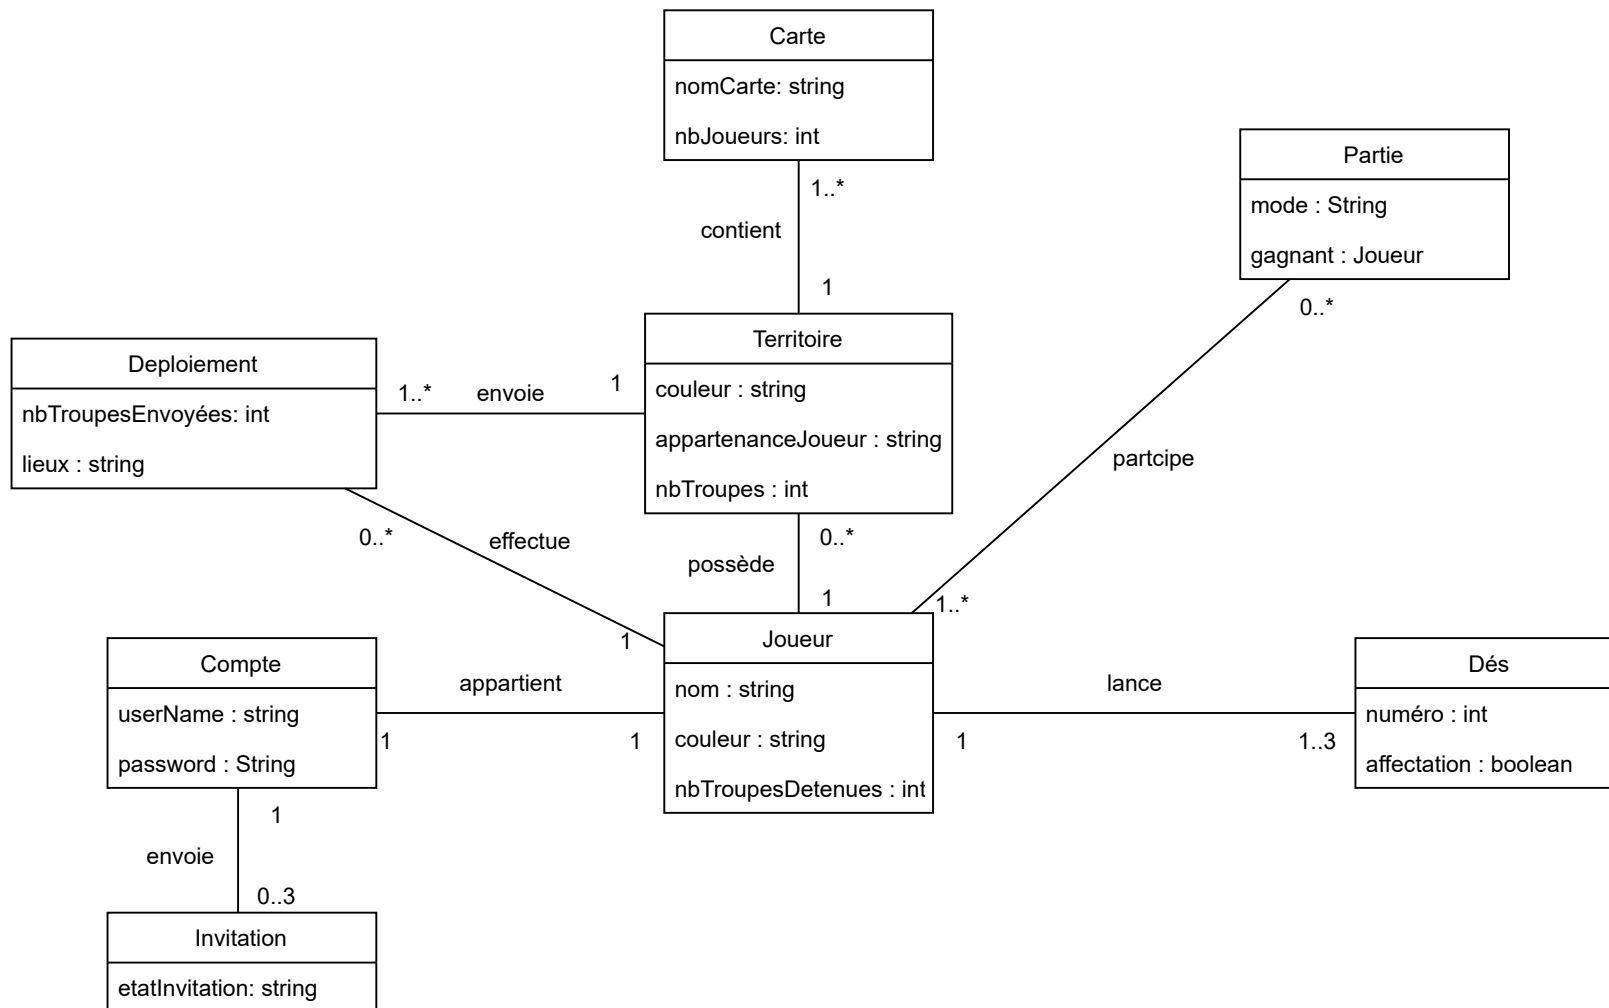 Carte
nomCarte: string
nbJoueurs: int
1..*
contient
1
Partie
mode : String
gagnant : Joueur
0..*
partcipe
1..*
Deploiement
nbTroupesEnvoyées: int
lieux : string
1..*
envoie
1
Territoire
couleur : string
appartenanceJoueur : string
nbTroupes : int
0..*
effectue
1
0..*
possède
1
Joueur
nom : string
couleur : string
nbTroupesDetenues : int
Compte
userName : string
password : String
appartient
1
1
lance
1
1..3
Dés
numéro : int
affectation : boolean
1
envoie
0..3
Invitation
etatInvitation: string